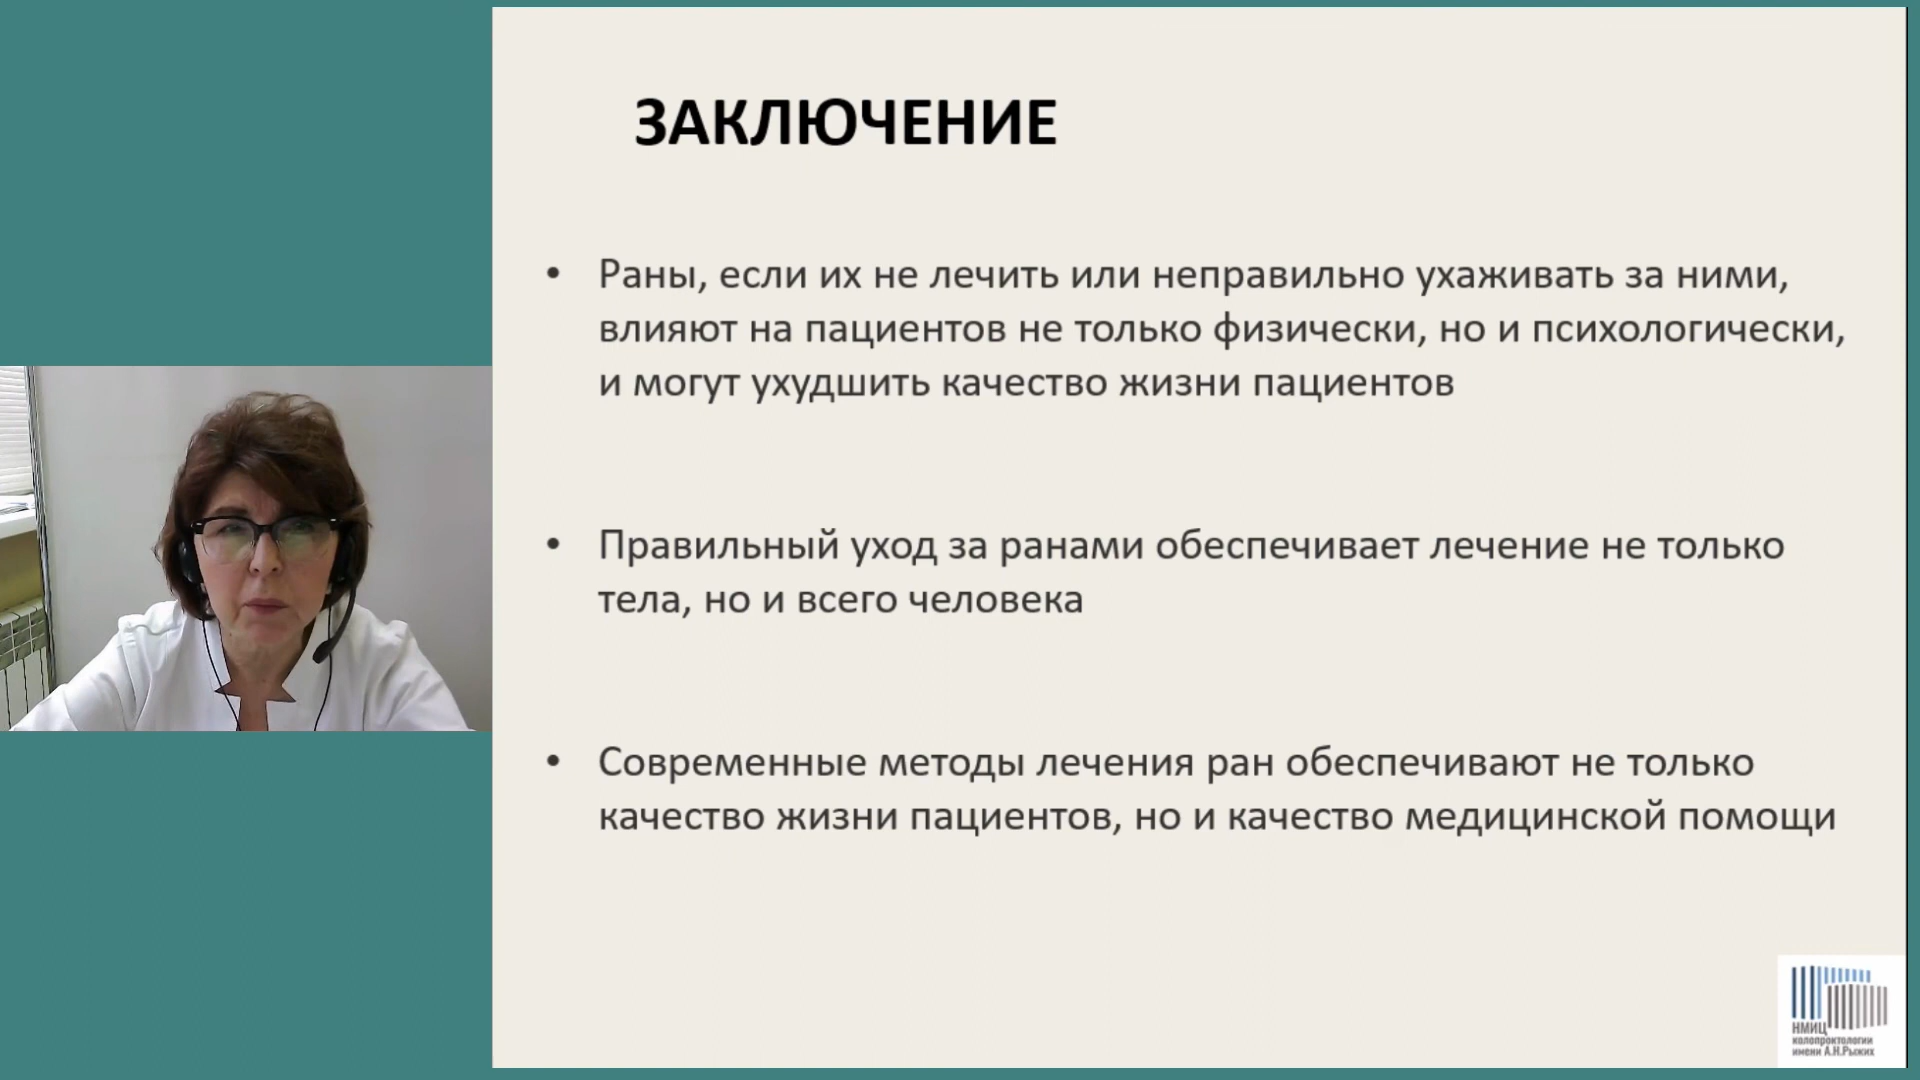 ЗАКЛЮЧЕНИЕ
• Раны, если их не лечить или неправильно ухаживать за ними,
влияют на пациентов не только физически, но и психологически,
и могут ухудшить качество жизни пациентов
• Правильный уход за ранами обеспечивает лечение не только
тела, но и всего человека
• Современные методы лечения ран обеспечивают не только
качество жизни пациентов, но и качество медицинской помощи
НМИЦ
колопроктологии
имени А.Н.Рыжих